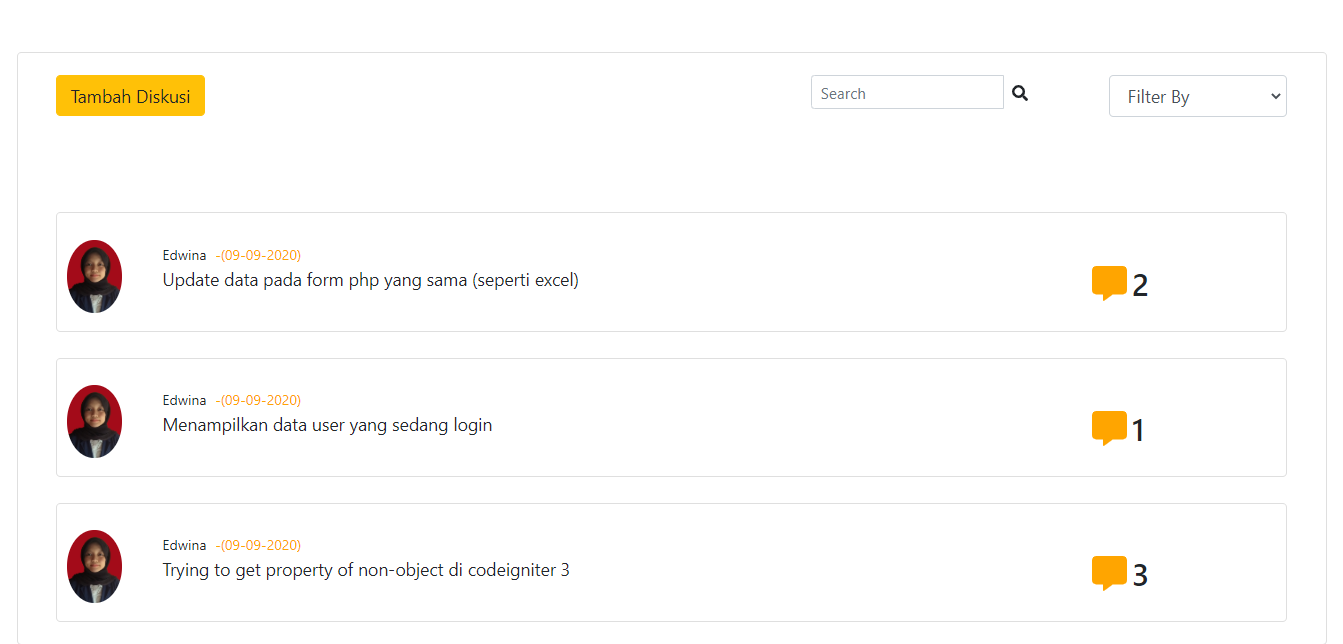 Tambah Diskusi
Search
Filter By
Edwina -(09-09-2020)
Update data pada form php yang sama (seperti excel)
2
Edwina -(09-09-2020)
Menampilkan data user yang sedang login
1
Edwina -(09-09-2020)
Trying to get property of non-object di codeigniter 3
3